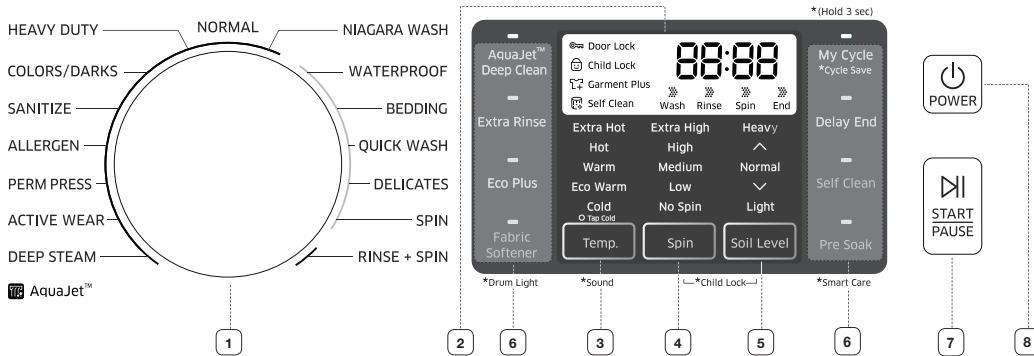 HEAVY DUTY
COLORS/DARKS
SANITIZE
ALLERGEN
PERM PRESS
ACTIVE WEAR
DEEP STEAM
NORMAL
NIAGARA WASH
WATERPROOF
BEDDING
QUICK WASH
DELICATES
SPIN
RINSE + SPIN
AquaJet™
1
*(Hold 3 sec)
AquaJet™
Deep Clean
Extra Rinse
Eco Plus
Fabric
Softener
Door Lock
Child Lock
Garment Plus
Self Clean
88:88
Wash Rinse Spin End
Extra Hot Extra High Heavy
Hot High
Warm Medium Normal
Eco Warm Low
Cold No Spin Light
Tap Cold
Temp. Spin Soil Level
My Cycle
*Cycle Save
Delay End
Self Clean
Pre Soak
*Drum Light *Sound *Child Lock *Smart Care
POWER
START
PAUSE
2 6 3 4 5 6 7 8